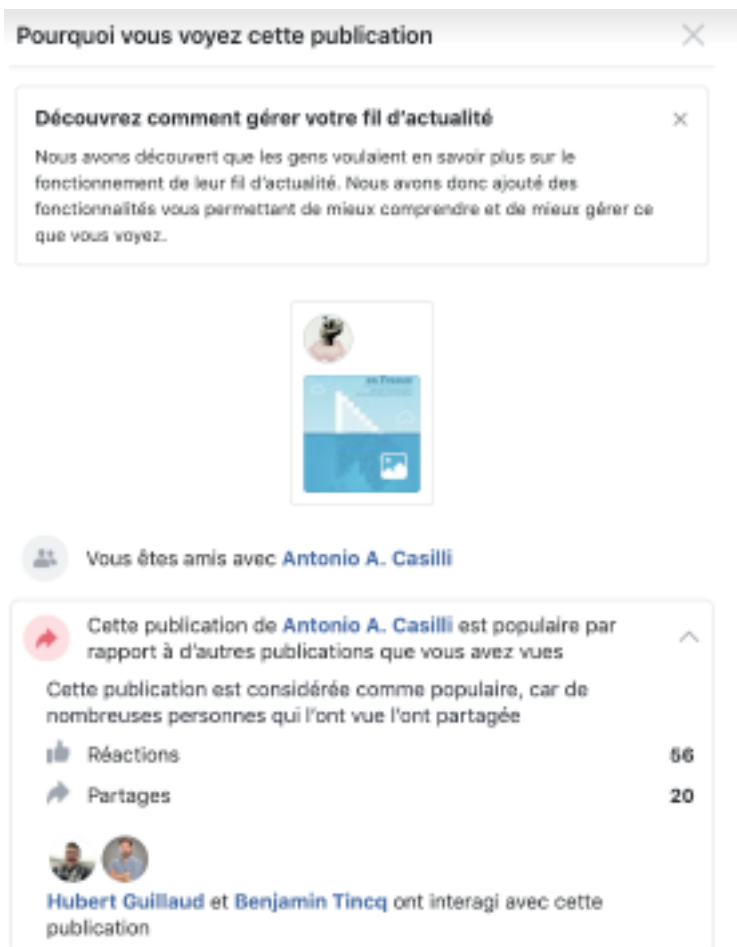 Pourquoi vous voyez cette publication
Découvrez comment gérer votre fil d'actualité
Nous avons découvert que les gens voulaient en savoir plus sur le
fonctionnement de leur fil d'actualité. Nous avons donc ajouté des
fonctionnalités vous permettant de mieux comprendre et de mieux gérer ce
que vous voyez.
en France
Vous êtes amis avec Antonio A. Casilli
Cette publication de Antonio A. Casilli est populaire par
rapport à d'autres publications que vous avez vues
Cette publication est considérée comme populaire, car de
nombreuses personnes qui l'ont vue l'ont partagée
Réactions 56
Partages 20
Hubert Guillaud et Benjamin Tincq ont interagi avec cette
publication